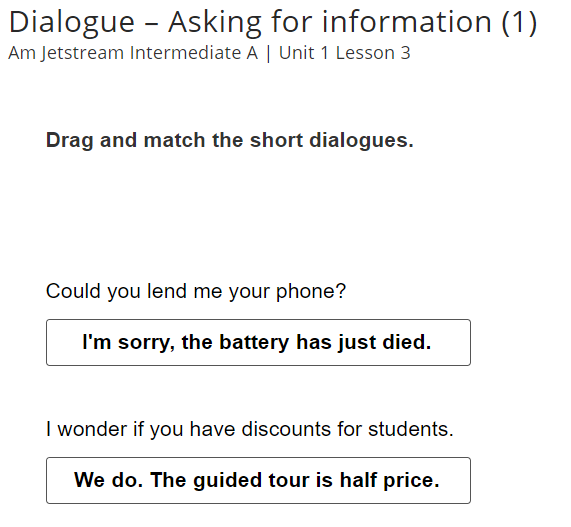 Dialogue – Asking for information (1)
Am Jetstream Intermediate A | Unit 1 Lesson 3
Drag and match the short dialogues.
Could you lend me your phone?
I'm sorry, the battery has just died.
I wonder if you have discounts for students.
We do. The guided tour is half price.